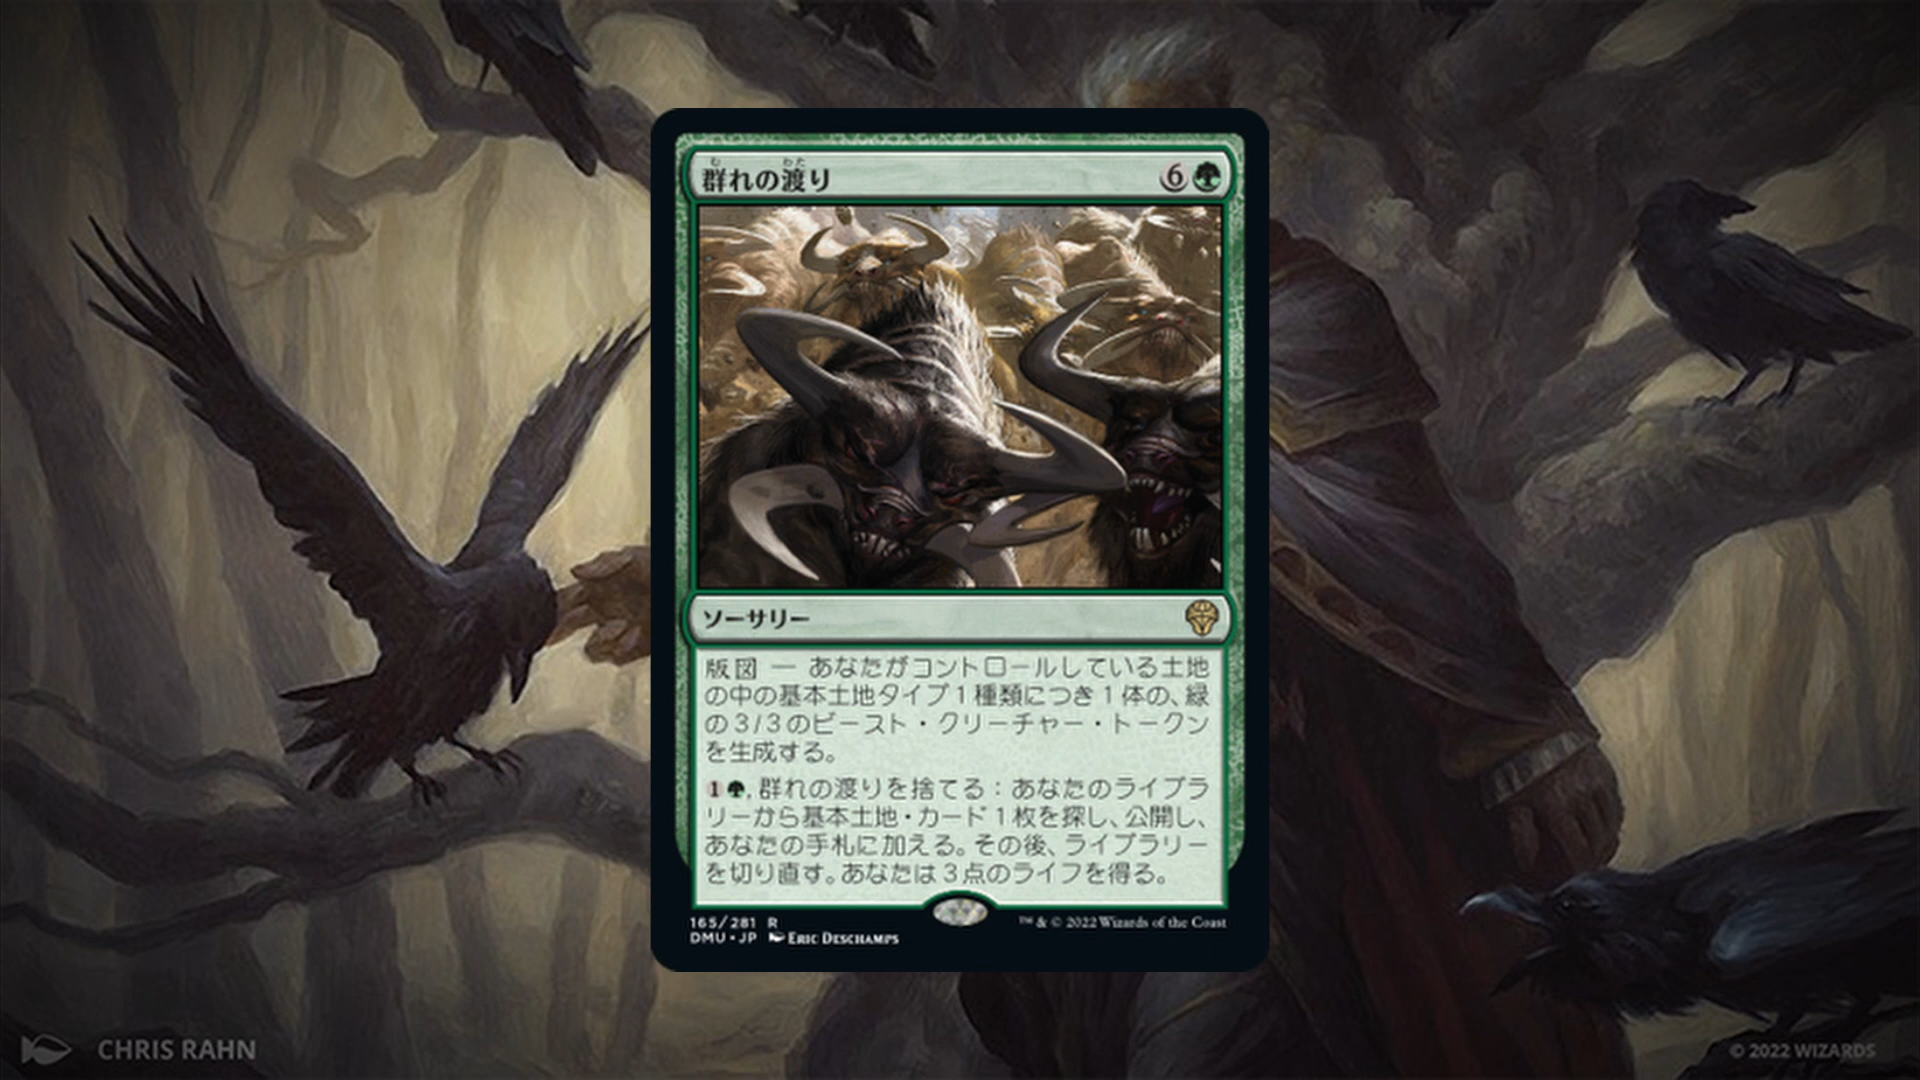 群れの渡り
む わた
6
ソーサリー
版図 ― あなたがコントロールしている土地
の中の基本土地タイプ1種類につき1体の、緑
の3/3のビースト・クリーチャー・トークン
を生成する。
1 , 群れの渡りを捨てる：あなたのライブラ
リーから基本土地・カード1枚を探し、公開し、
あなたの手札に加える。その後、ライブラリー
を切り直す。あなたは3点のライフを得る。
165/281 R
DMU • JP ERIC DESCHAMPS
™ & © 2022 Wizards of the Coast
CHRIS RAHN
© 2022 WIZARDS